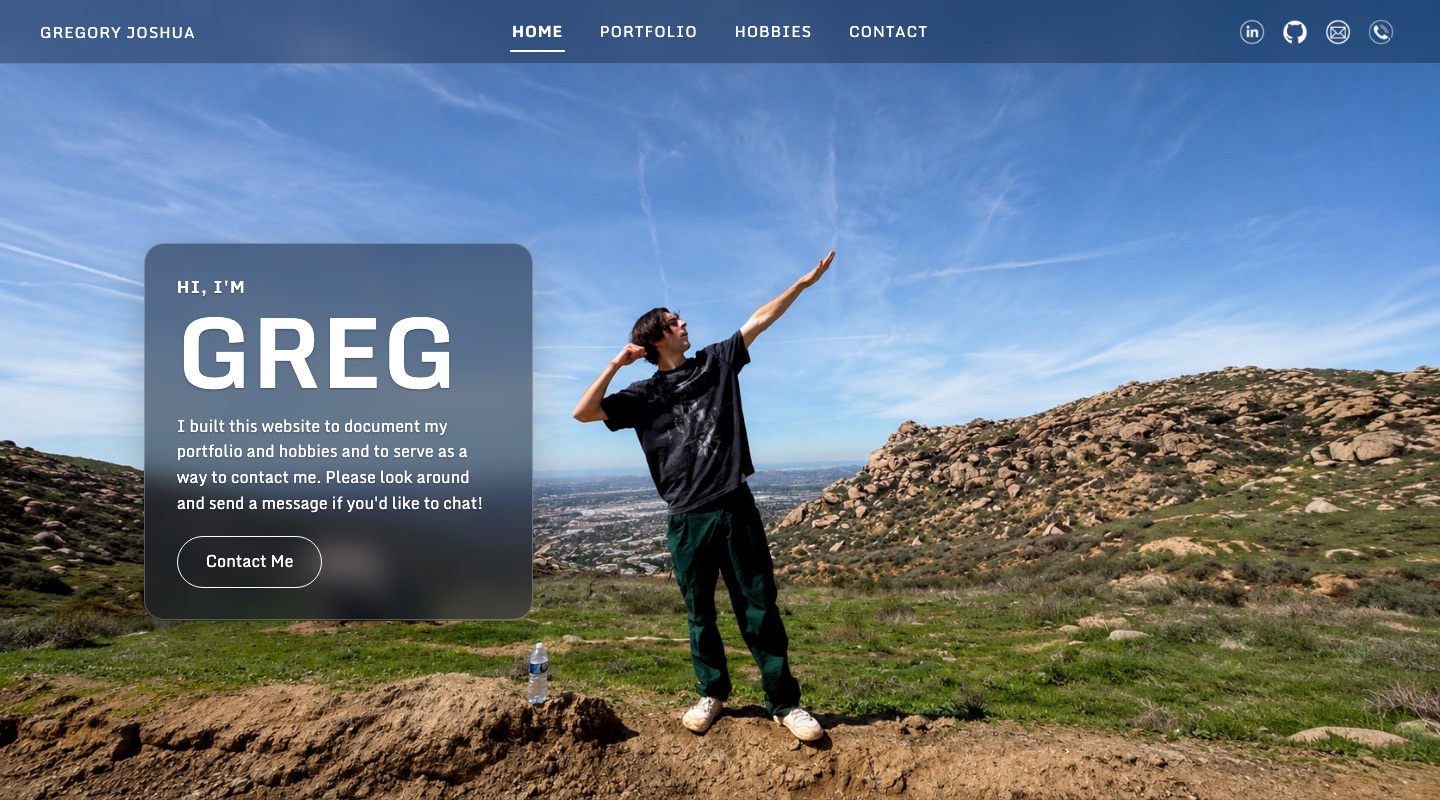 GREGORY JOSHUA
HOME PORTFOLIO HOBBIES CONTACT
in
HI, I'M
GREG
I built this website to document my
portfolio and hobbies and to serve as a
way to contact me. Please look around
and send a message if you'd like to chat!
Contact Me